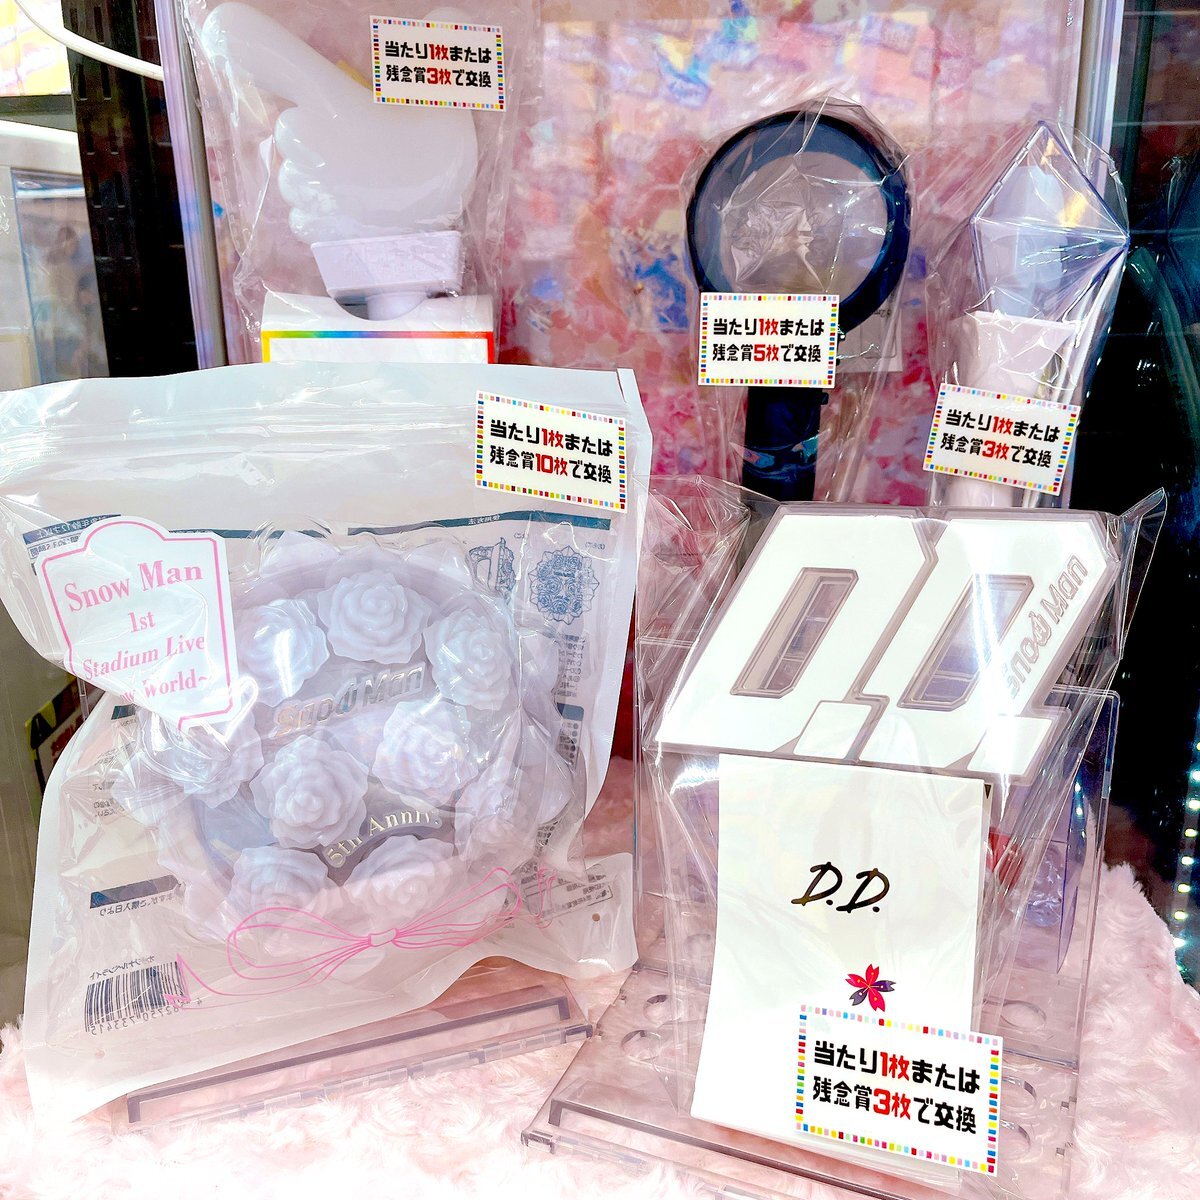 当たり1枚または
残念賞3枚で交換
当たり1枚または
残念賞5枚で交換
当たり1枚または
残念賞3枚で交換
当たり1枚または
残念賞10枚で交換
Snow Man
1st
Stadium Live
World~
Snow Man
5th Anniv.
Snow Man
D.D.
D.D.
当たり1枚または
残念賞3枚で交換